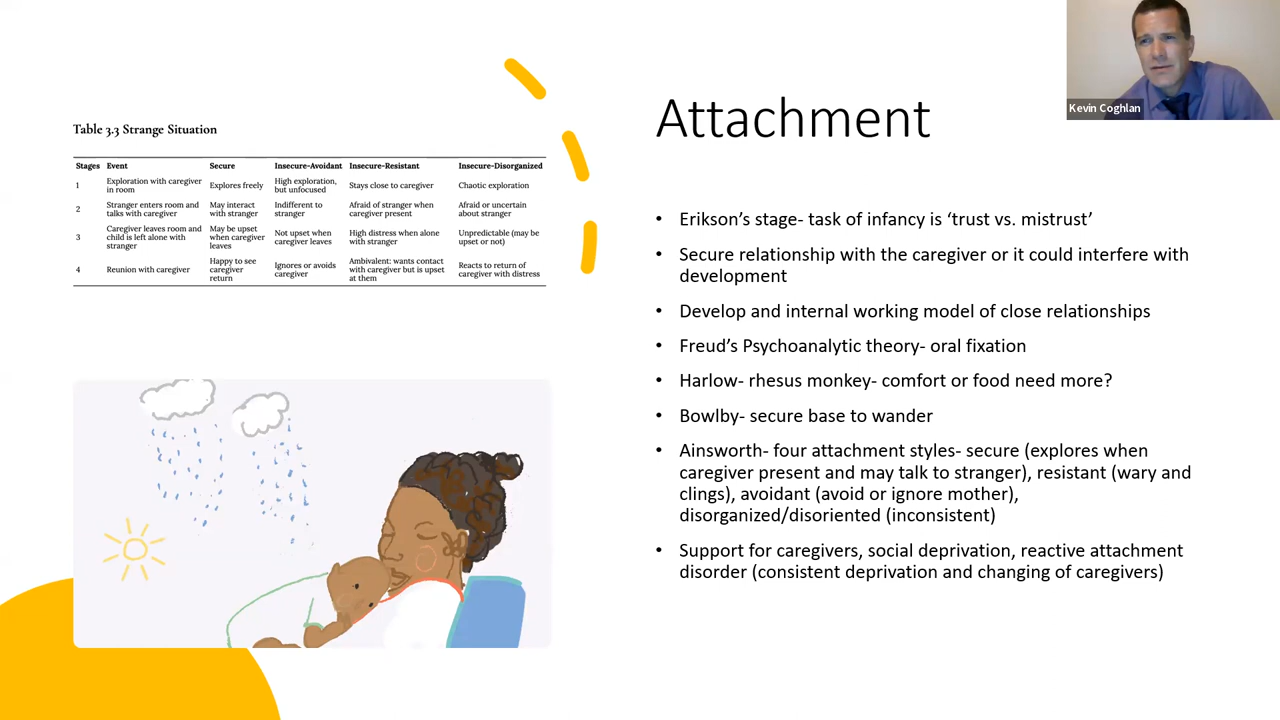 Kevin Coghlan
Table 3.3 Strange Situation
Stages Event Secure Insecure-Avoidant Insecure-Resistant Insecure-Disorganized
1 Exploration with caregiver in room Explores freely High exploration, but unfocused Stays close to caregiver Chaotic exploration
2 Stranger enters room and talks with caregiver May interact with stranger Indifferent to stranger Afraid of stranger when caregiver present Afraid or uncertain about stranger
3 Caregiver leaves room and child is left alone with stranger May be upset when caregiver leaves Not upset when caregiver leaves High distress when alone with stranger Unpredictable (may be upset or not)
4 Reunion with caregiver Happy to see caregiver return Ignores or avoids caregiver Ambivalent: wants contact with caregiver but is upset at them Reacts to return of caregiver with distress
Attachment
• Erikson's stage- task of infancy is ‘trust vs. mistrust’
• Secure relationship with the caregiver or it could interfere with
development
• Develop and internal working model of close relationships
• Freud's Psychoanalytic theory- oral fixation
• Harlow- rhesus monkey- comfort or food need more?
• Bowlby- secure base to wander
• Ainsworth- four attachment styles- secure (explores when
caregiver present and may talk to stranger), resistant (wary and
clings), avoidant (avoid or ignore mother),
disorganized/disoriented (inconsistent)
• Support for caregivers, social deprivation, reactive attachment
disorder (consistent deprivation and changing of caregivers)